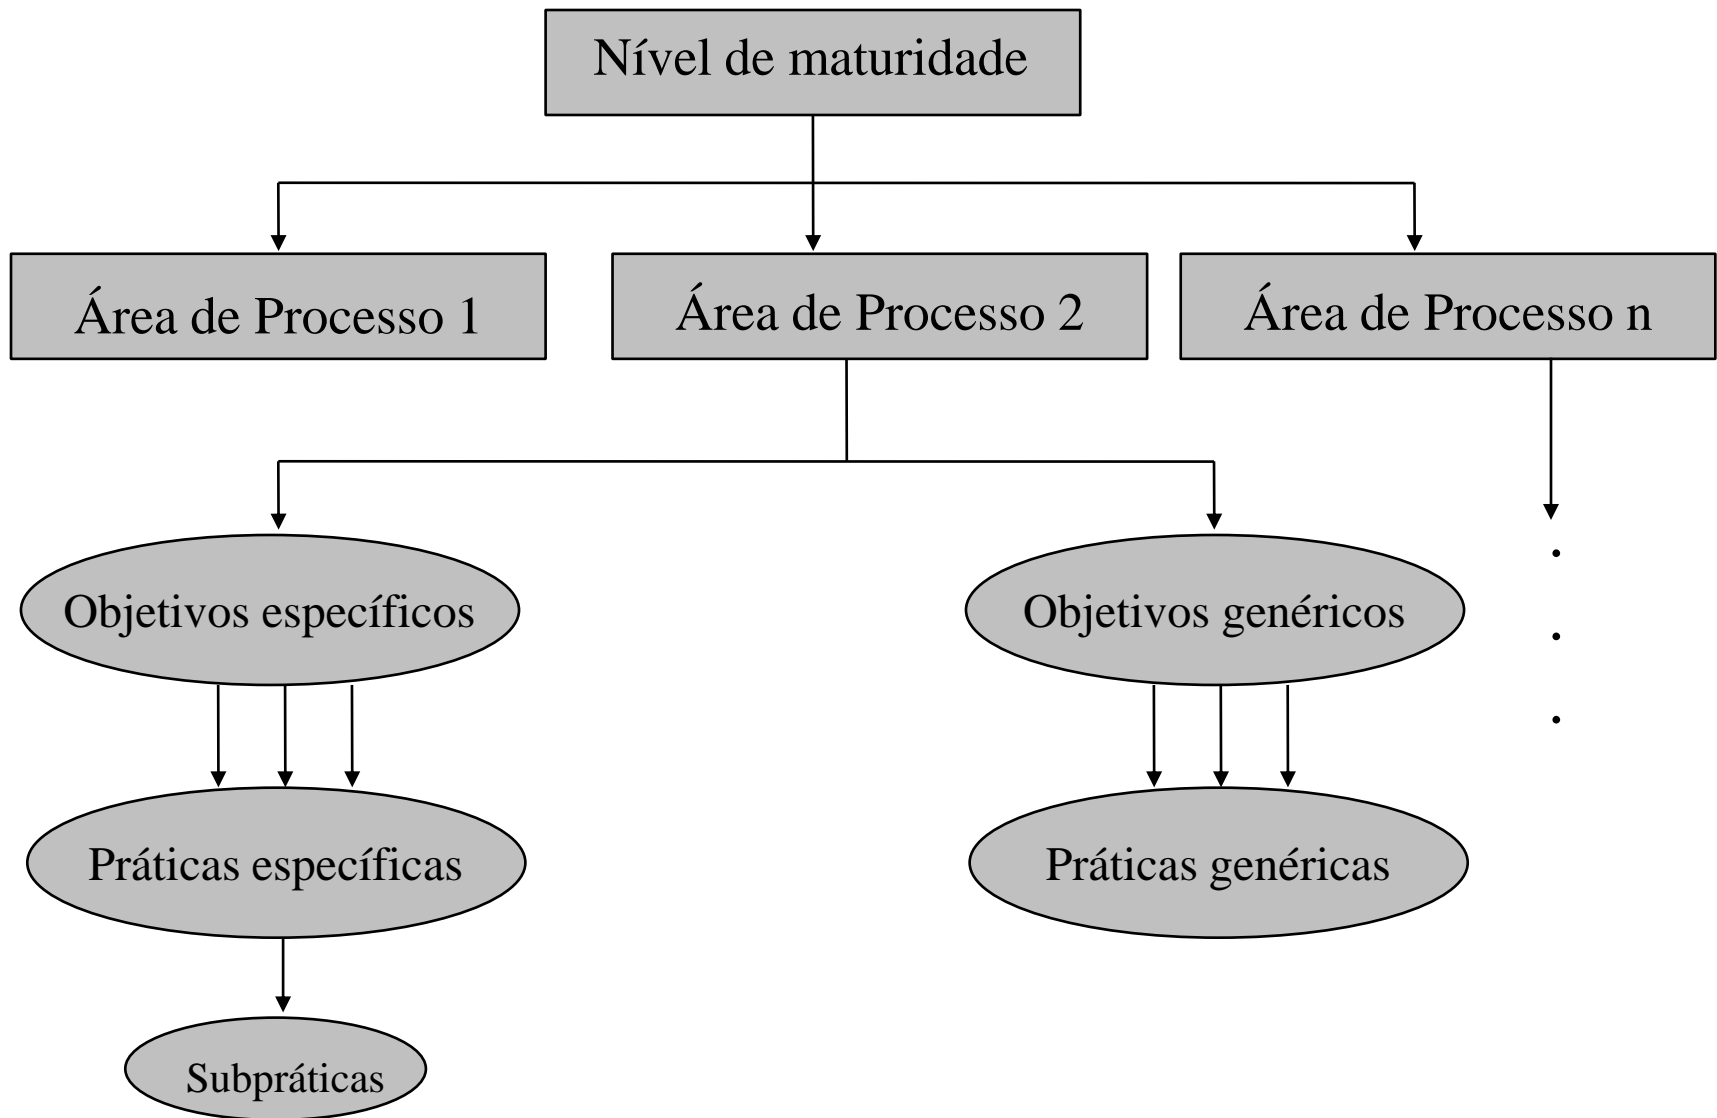 Nível de maturidade
Área de Processo 1
Área de Processo 2
Área de Processo n
Objetivos específicos
Objetivos genéricos
.
.
.
Práticas específicas
Práticas genéricas
Subpráticas